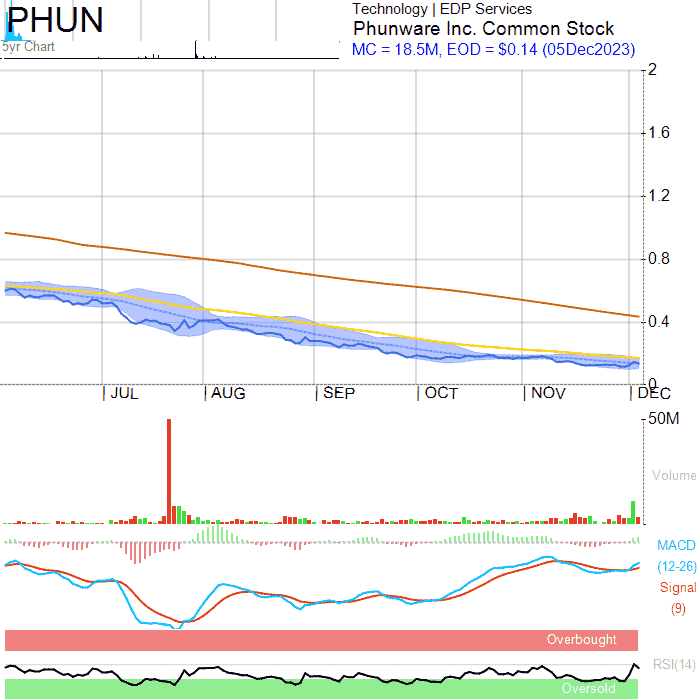 PHUN
5yr Chart
Technology | EDP Services
Phunware Inc. Common Stock
MC = 18.5M, EOD = $0.14 (05Dec2023)
2
1.6
1.2
0.8
0.4
0
| JUL | AUG | SEP | OCT | NOV | DEC
50M
Volume
MACD
(12-26)
Signal
(9)
Overbought
RSI(14)
Oversold